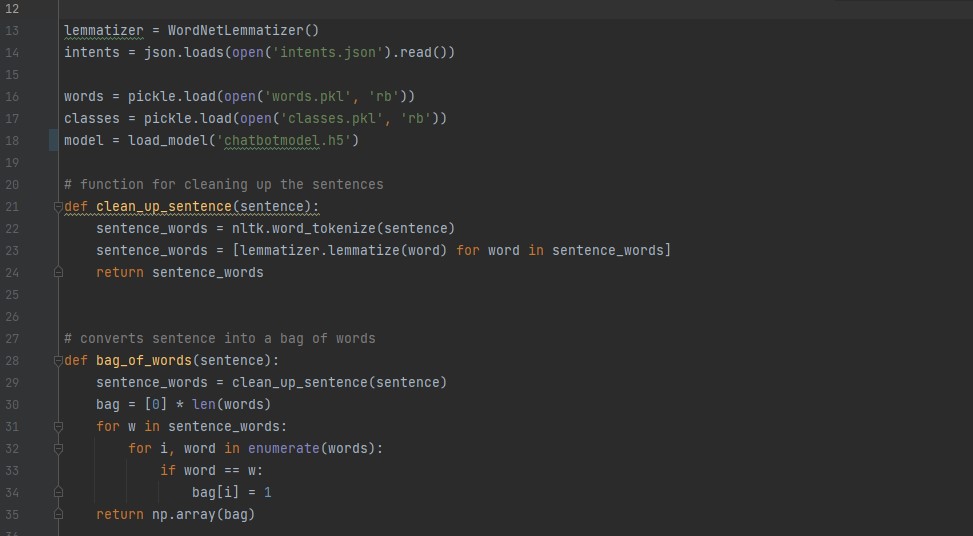 12
13 lemmatizer = WordNetLemmatizer()
14 intents = json.loads(open('intents.json').read())
15
16 words = pickle.load(open('words.pkl', 'rb'))
17 classes = pickle.load(open('classes.pkl', 'rb'))
18 model = load_model('chatbotmodel.h5')
19
20 # function for cleaning up the sentences
21 def clean_up_sentence(sentence):
22     sentence_words = nltk.word_tokenize(sentence)
23     sentence_words = [lemmatizer.lemmatize(word) for word in sentence_words]
24     return sentence_words
25
26
27 # converts sentence into a bag of words
28 def bag_of_words(sentence):
29     sentence_words = clean_up_sentence(sentence)
30     bag = [0] * len(words)
31     for w in sentence_words:
32         for i, word in enumerate(words):
33             if word == w:
34                 bag[i] = 1
35     return np.array(bag)